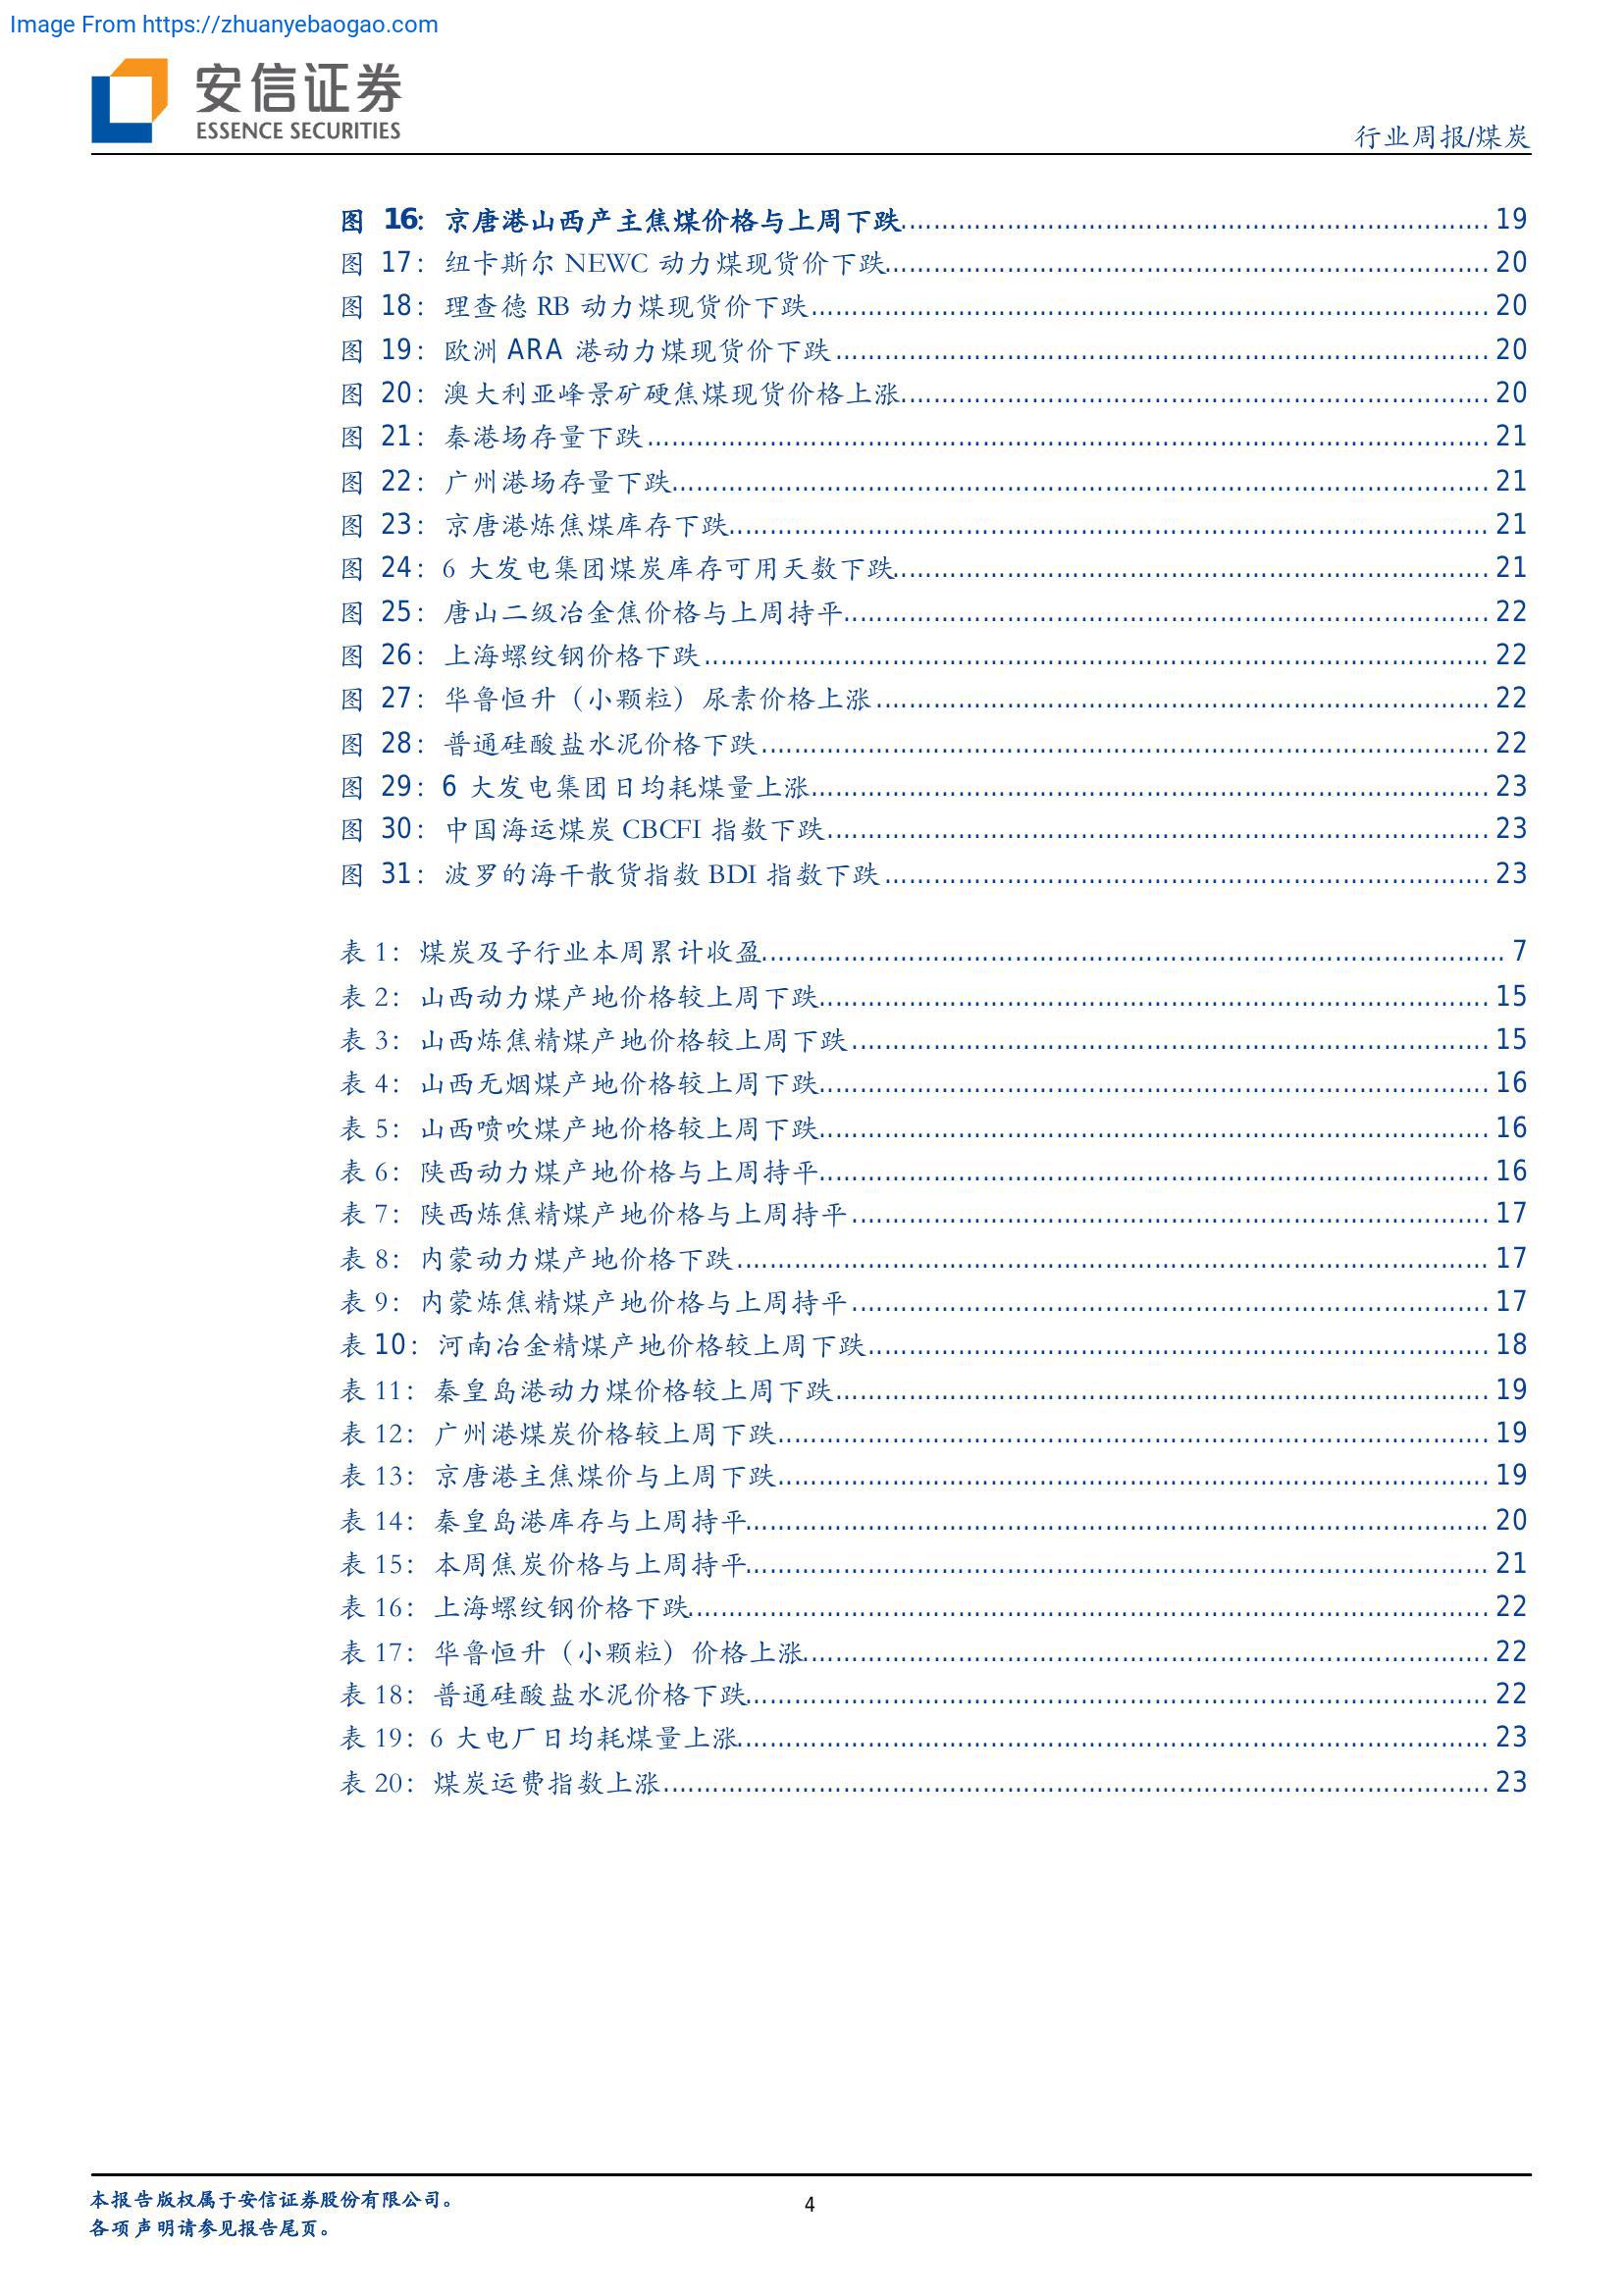 Image From https://zhuanyebaogao.com
安信证券
ESSENCE SECURITIES
行业周报/煤炭
图 16：京唐港山西产主焦煤价格与上周下跌 19
图 17：纽卡斯尔 NEWC 动力煤现货价下跌 20
图 18：理查德 RB 动力煤现货价下跌 20
图 19：欧洲 ARA 港动力煤现货价下跌 20
图 20：澳大利亚峰景矿硬焦煤现货价格上涨 20
图 21：秦港场存量下跌 21
图 22：广州港场存量下跌 21
图 23：京唐港炼焦煤库存下跌 21
图 24：6 大发电集团煤炭库存可用天数下跌 21
图 25：唐山二级冶金焦价格与上周持平 22
图 26：上海螺纹钢价格下跌 22
图 27：华鲁恒升（小颗粒）尿素价格上涨 22
图 28：普通硅酸盐水泥价格下跌 22
图 29：6 大发电集团日均耗煤量上涨 23
图 30：中国海运煤炭 CBCFI 指数下跌 23
图 31：波罗的海干散货指数 BDI 指数下跌 23
表 1：煤炭及子行业本周累计收盈 7
表 2：山西动力煤产地价格较上周下跌 15
表 3：山西炼焦精煤产地价格较上周下跌 15
表 4：山西无烟煤产地价格较上周下跌 16
表 5：山西喷吹煤产地价格较上周下跌 16
表 6：陕西动力煤产地价格与上周持平 16
表 7：陕西炼焦精煤产地价格与上周持平 17
表 8：内蒙动力煤产地价格下跌 17
表 9：内蒙炼焦精煤产地价格与上周持平 17
表 10：河南冶金精煤产地价格较上周下跌 18
表 11：秦皇岛港动力煤价格较上周下跌 19
表 12：广州港煤炭价格较上周下跌 19
表 13：京唐港主焦煤价与上周下跌 19
表 14：秦皇岛港库存与上周持平 20
表 15：本周焦炭价格与上周持平 21
表 16：上海螺纹钢价格下跌 22
表 17：华鲁恒升（小颗粒）价格上涨 22
表 18：普通硅酸盐水泥价格下跌 22
表 19：6 大电厂日均耗煤量上涨 23
表 20：煤炭运费指数上涨 23
本报告版权属于安信证券股份有限公司。
4
各项声明请参见报告尾页。